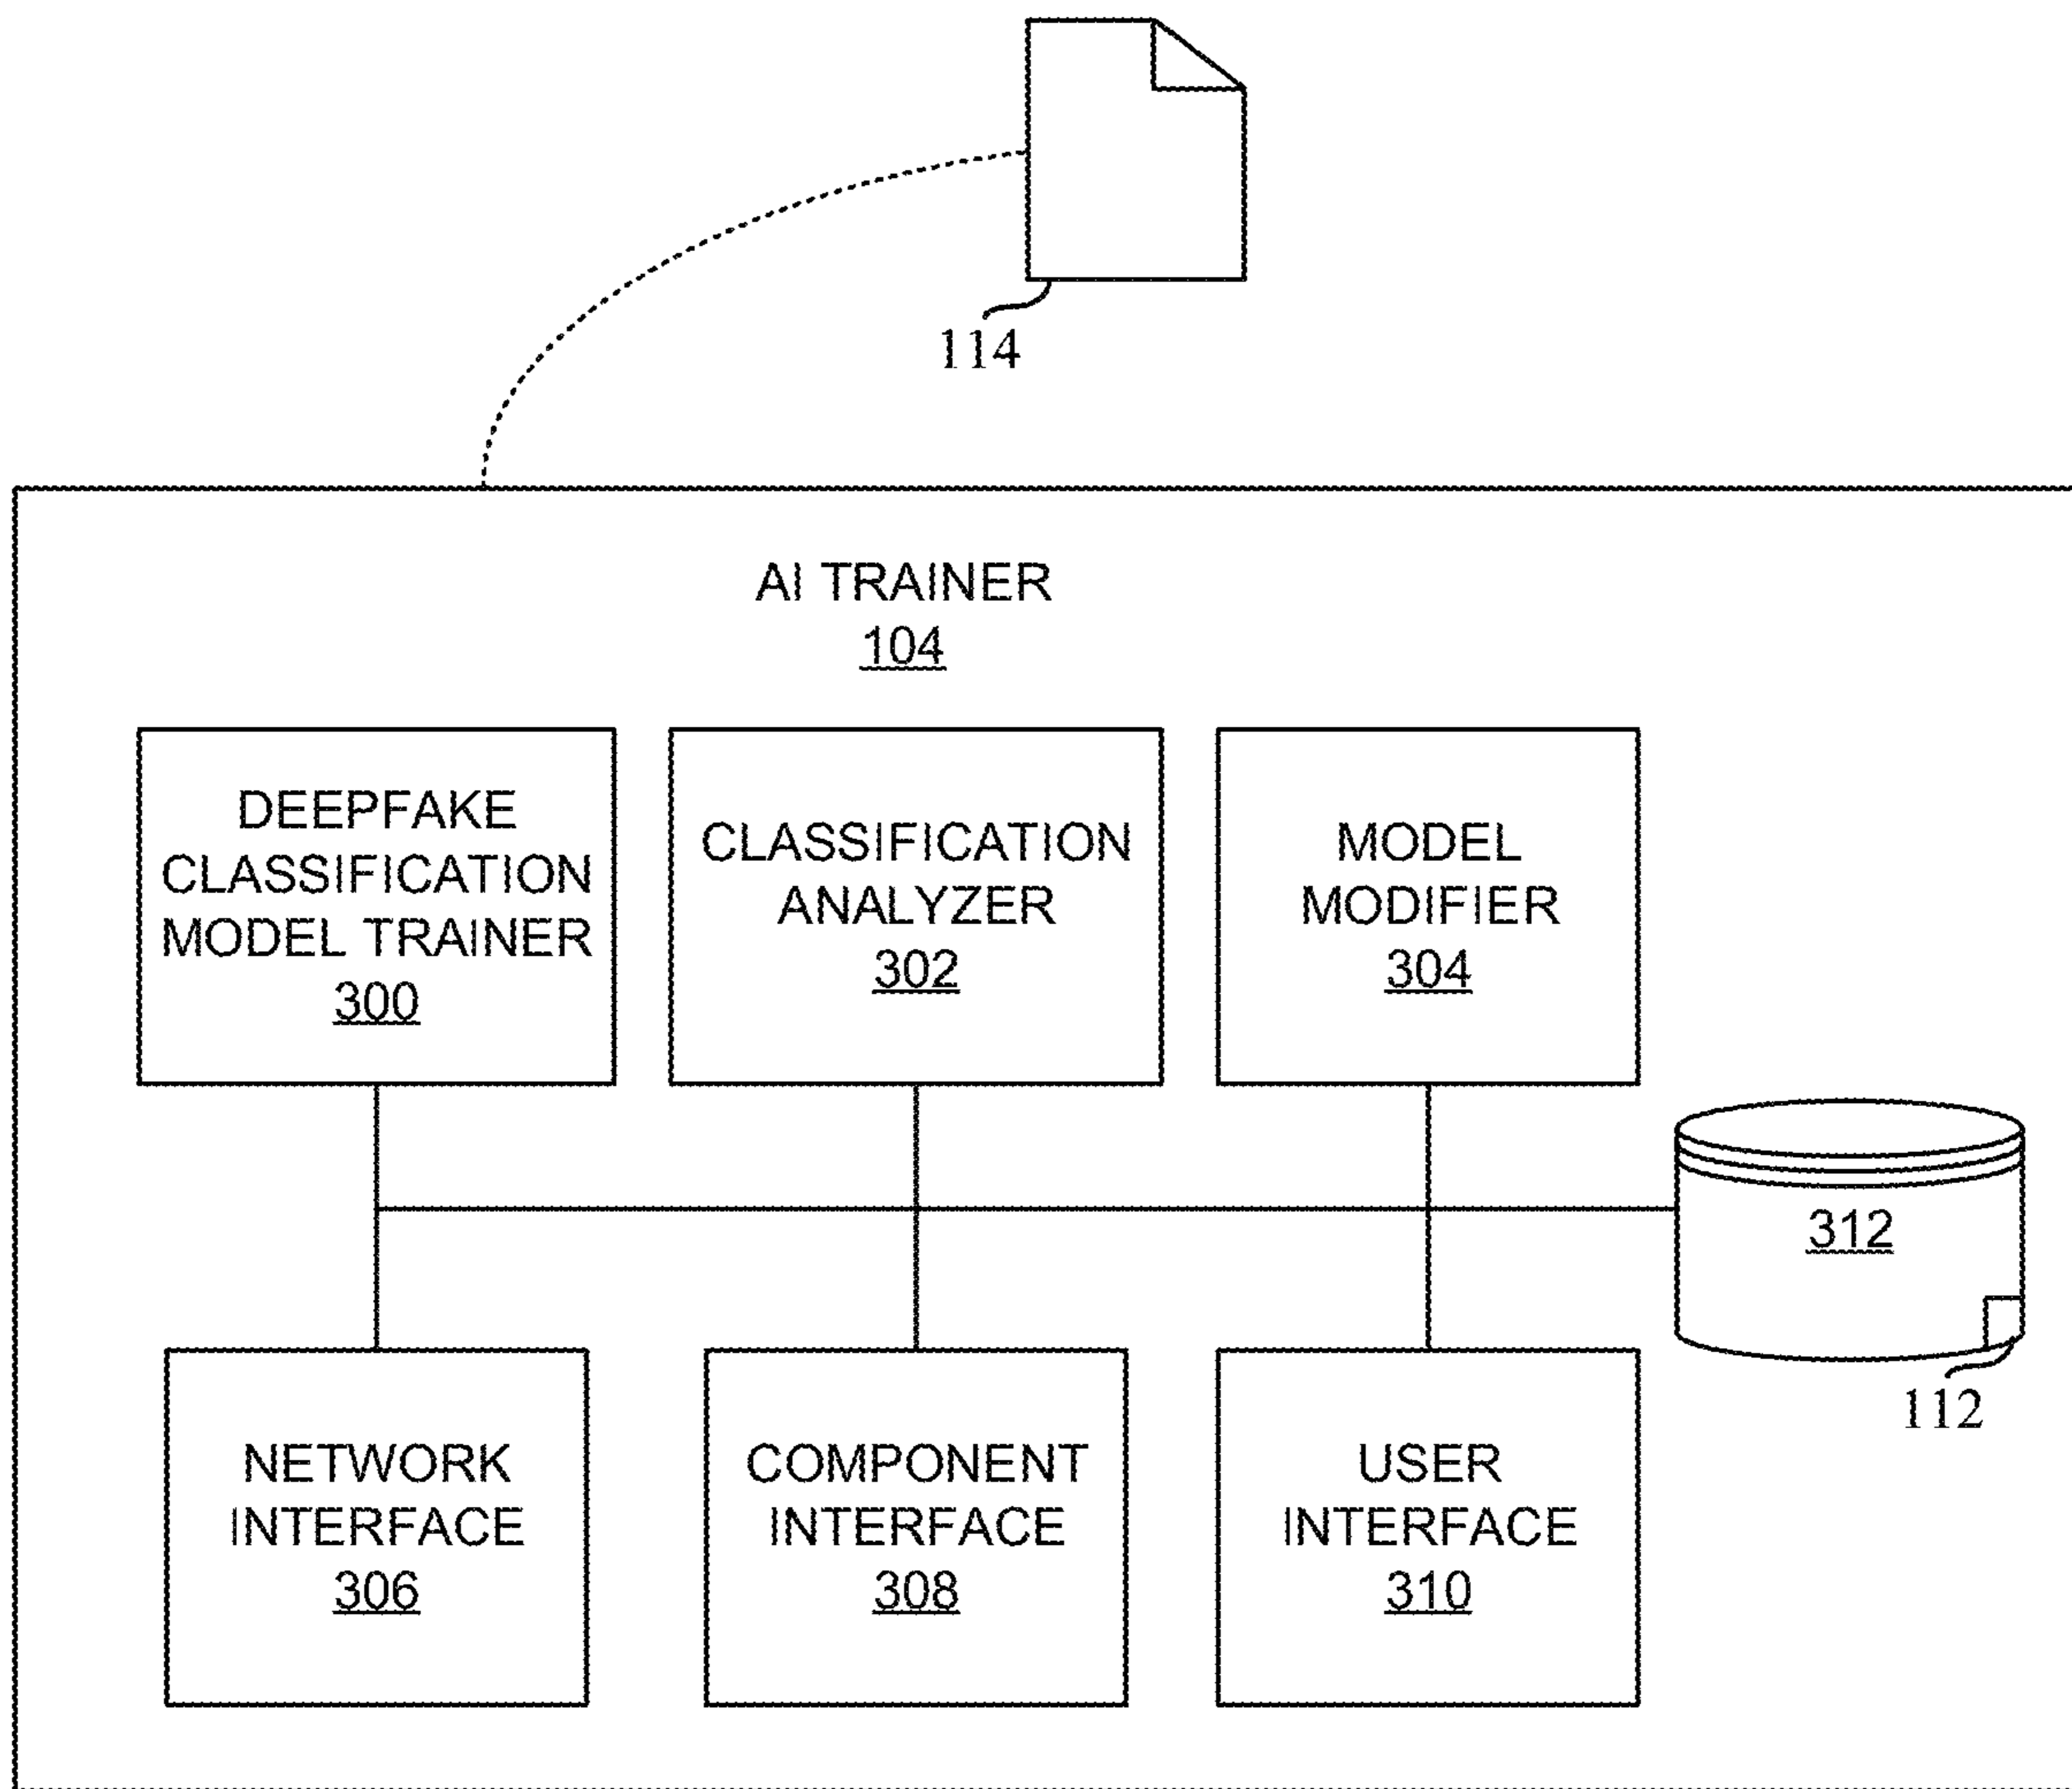 114
AI TRAINER
104
DEEPFAKE
CLASSIFICATION
MODEL TRAINER
300
CLASSIFICATION
ANALYZER
302
MODEL
MODIFIER
304
312
112
NETWORK
INTERFACE
306
COMPONENT
INTERFACE
308
USER
INTERFACE
310